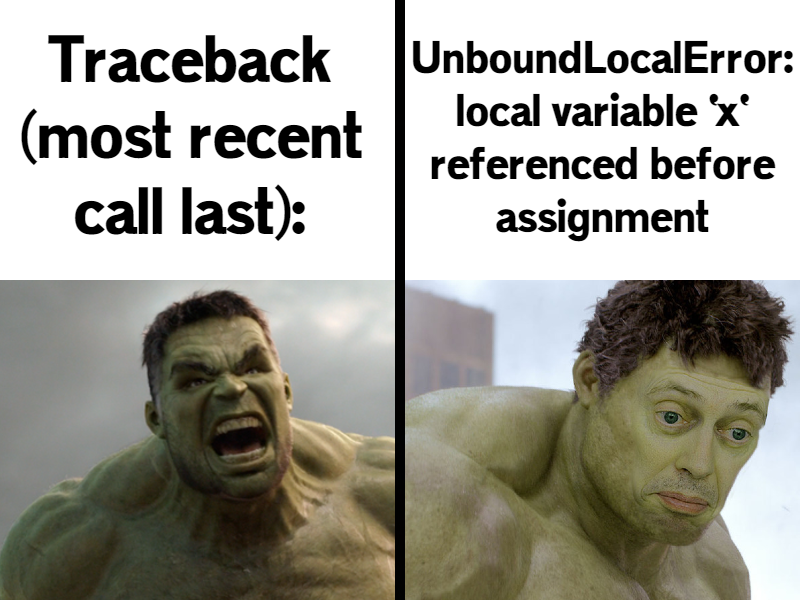 Traceback
(most recent
call last):
UnboundLocalError:
local variable ‛x‛
referenced before
assignment